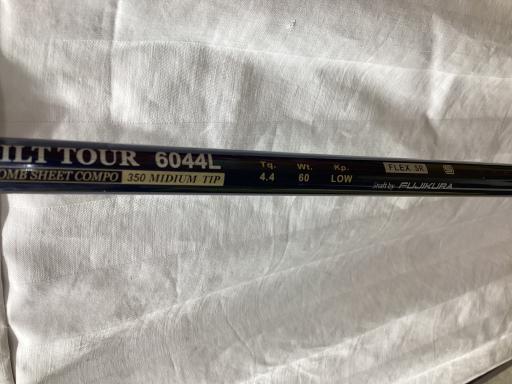 ILT TOUR 6044L
OMB SHEET COMPO 350 MIDIUM TIP
Tq. Wt. Kp.
4.4 60 LOW
FLEX SR
Shaft by FUJIKURA